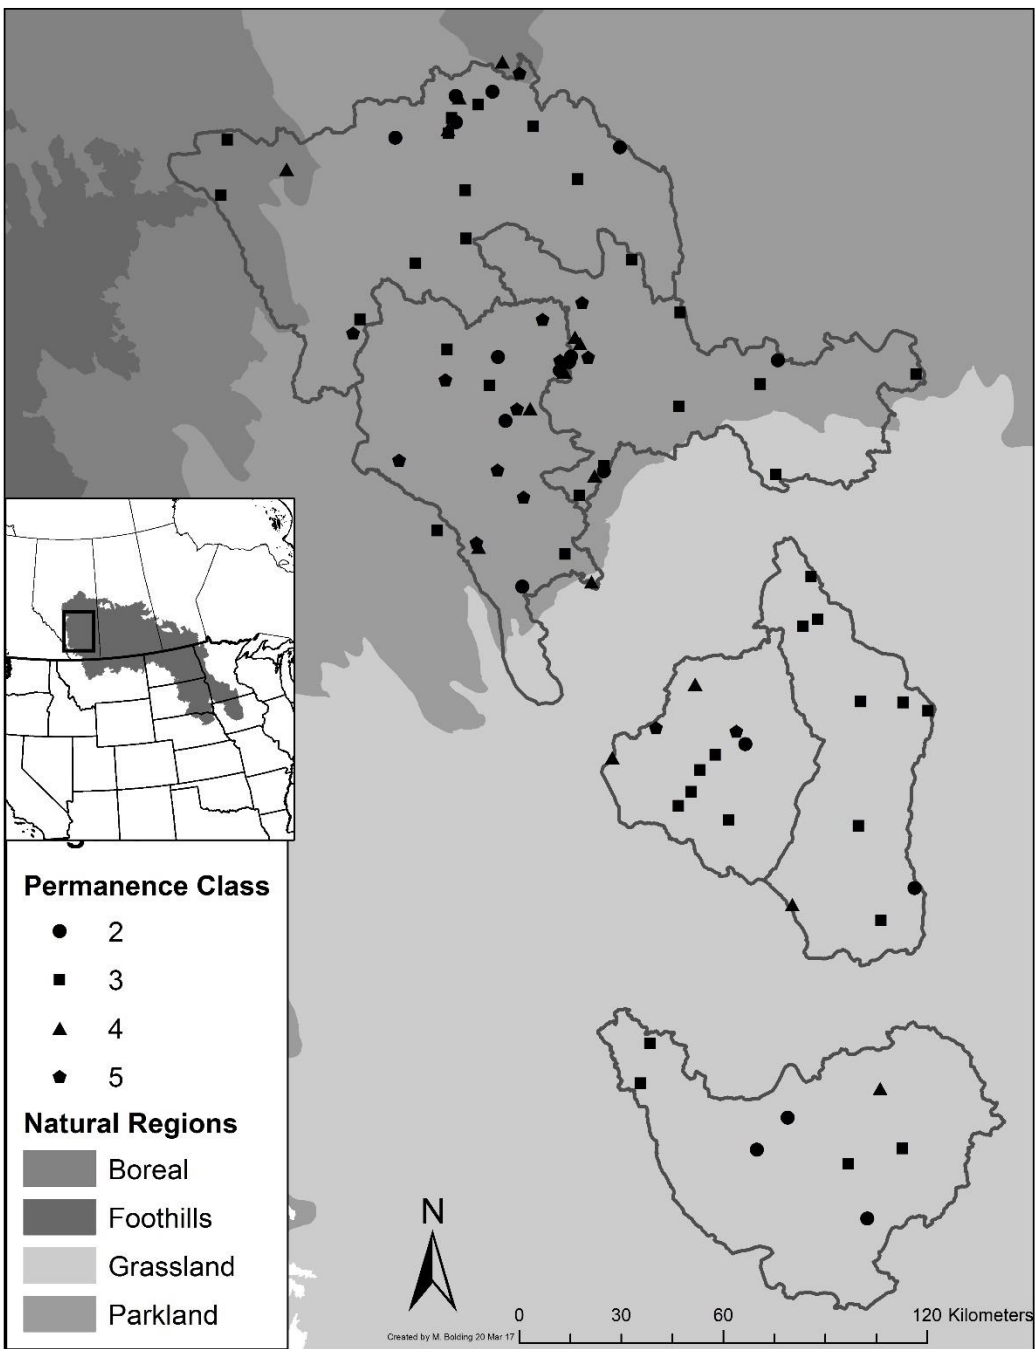 Permanence Class
2
3
4
5
Natural Regions
Boreal
Foothills
Grassland
Parkland
N
0 30 60 120 Kilometers
Created by M. Bolding 20 Mar 17